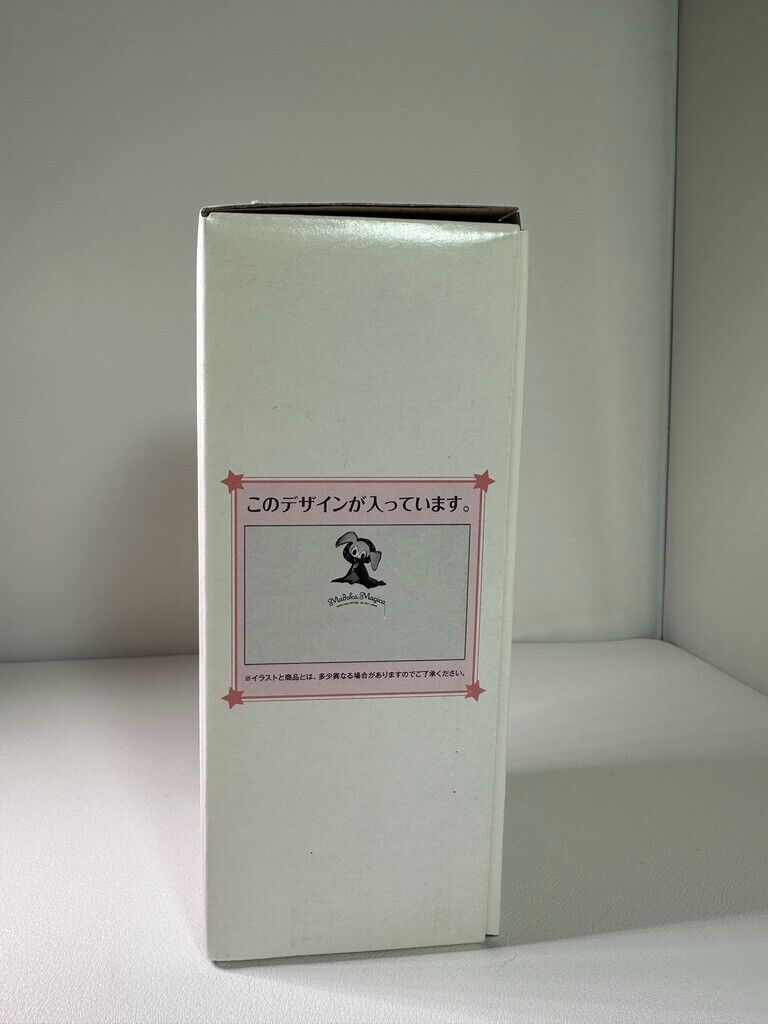 このデザインが入っています。
Madoka Magica
※イラストと商品とは、多少異なる場合がありますのでご了承ください。